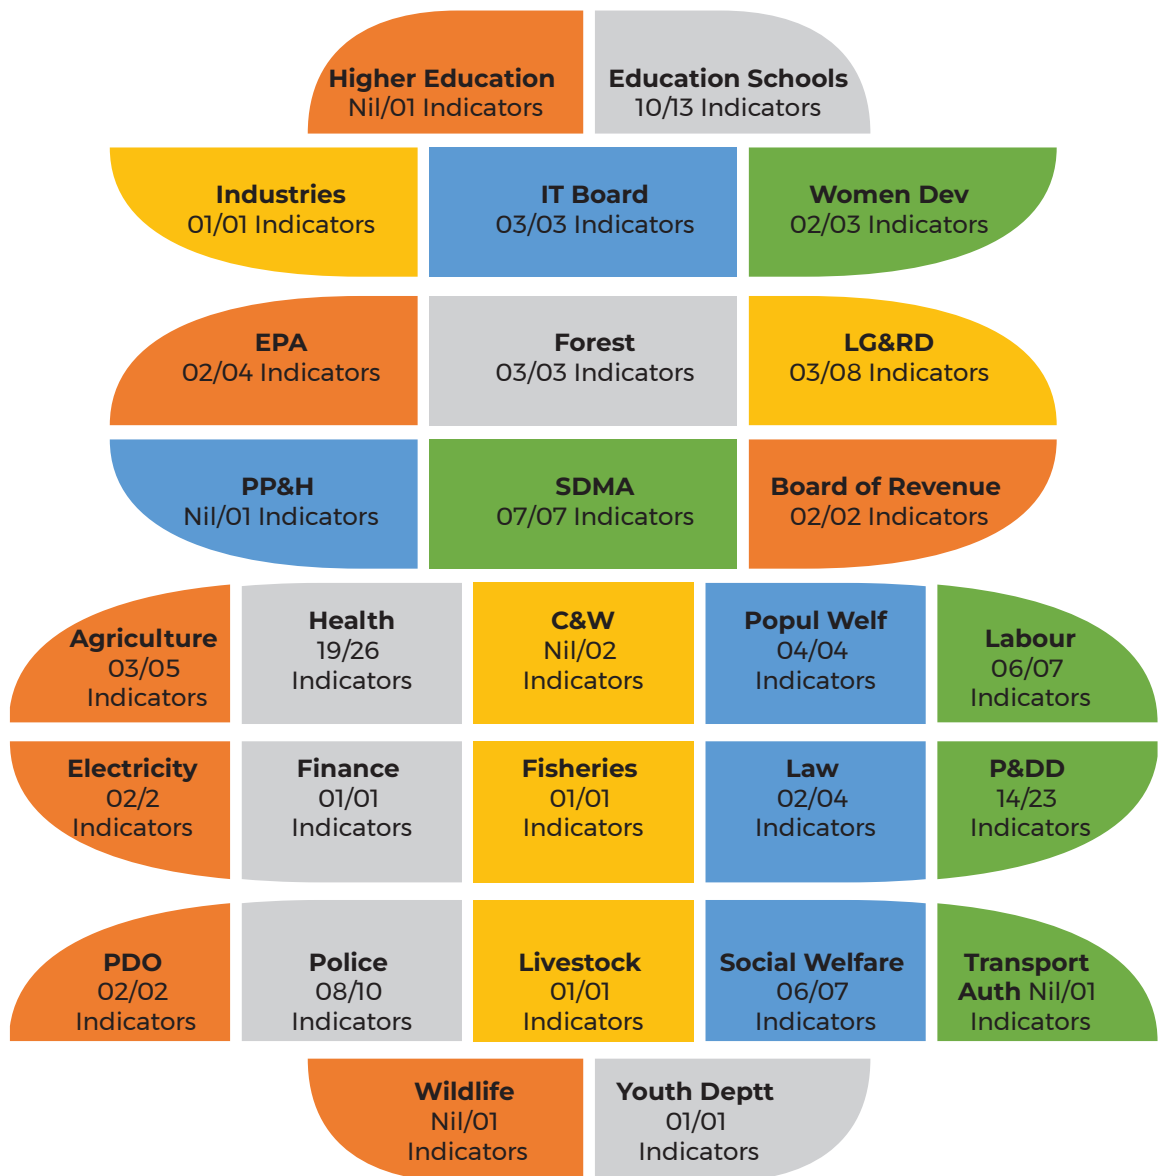 Higher Education
Nil/01 Indicators
Education Schools
10/13 Indicators
Industries
01/01 Indicators
IT Board
03/03 Indicators
Women Dev
02/03 Indicators
EPA
02/04 Indicators
Forest
03/03 Indicators
LG&RD
03/08 Indicators
PP&H
Nil/01 Indicators
SDMA
07/07 Indicators
Board of Revenue
02/02 Indicators
Agriculture
03/05
Indicators
Health
19/26
Indicators
C&W
Nil/02
Indicators
Popul Welf
04/04
Indicators
Labour
06/07
Indicators
Electricity
02/2
Indicators
Finance
01/01
Indicators
Fisheries
01/01
Indicators
Law
02/04
Indicators
P&DD
14/23
Indicators
PDO
02/02
Indicators
Police
08/10
Indicators
Livestock
01/01
Indicators
Social Welfare
06/07
Indicators
Transport
Auth Nil/01
Indicators
Wildlife
Nil/01
Indicators
Youth Deptt
01/01
Indicators